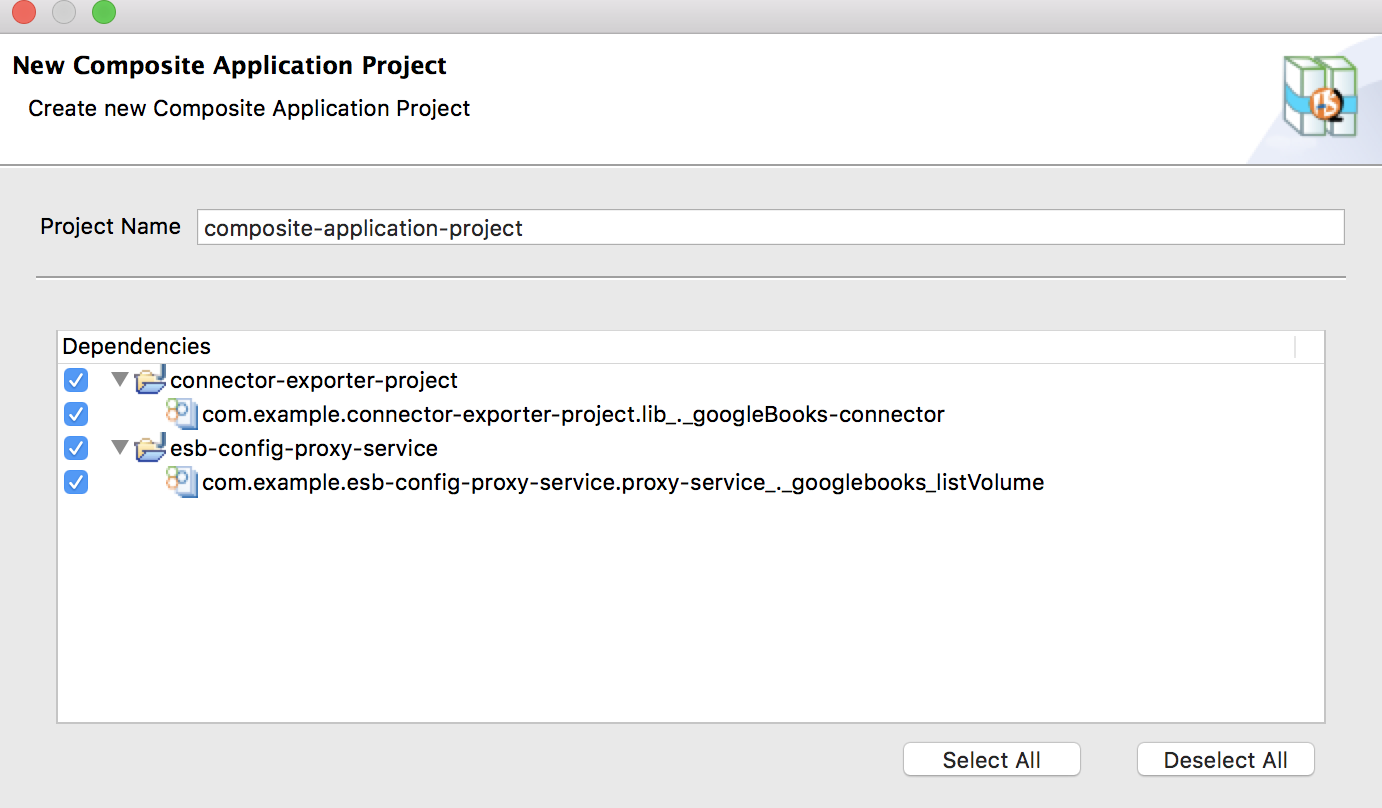 New Composite Application Project
Create new Composite Application Project
Project Name composite-application-project
Dependencies
connector-exporter-project
com.example.connector-exporter-project.lib_._googleBooks-connector
esb-config-proxy-service
com.example.esb-config-proxy-service.proxy-service_._googlebooks_listVolume
Select All Deselect All